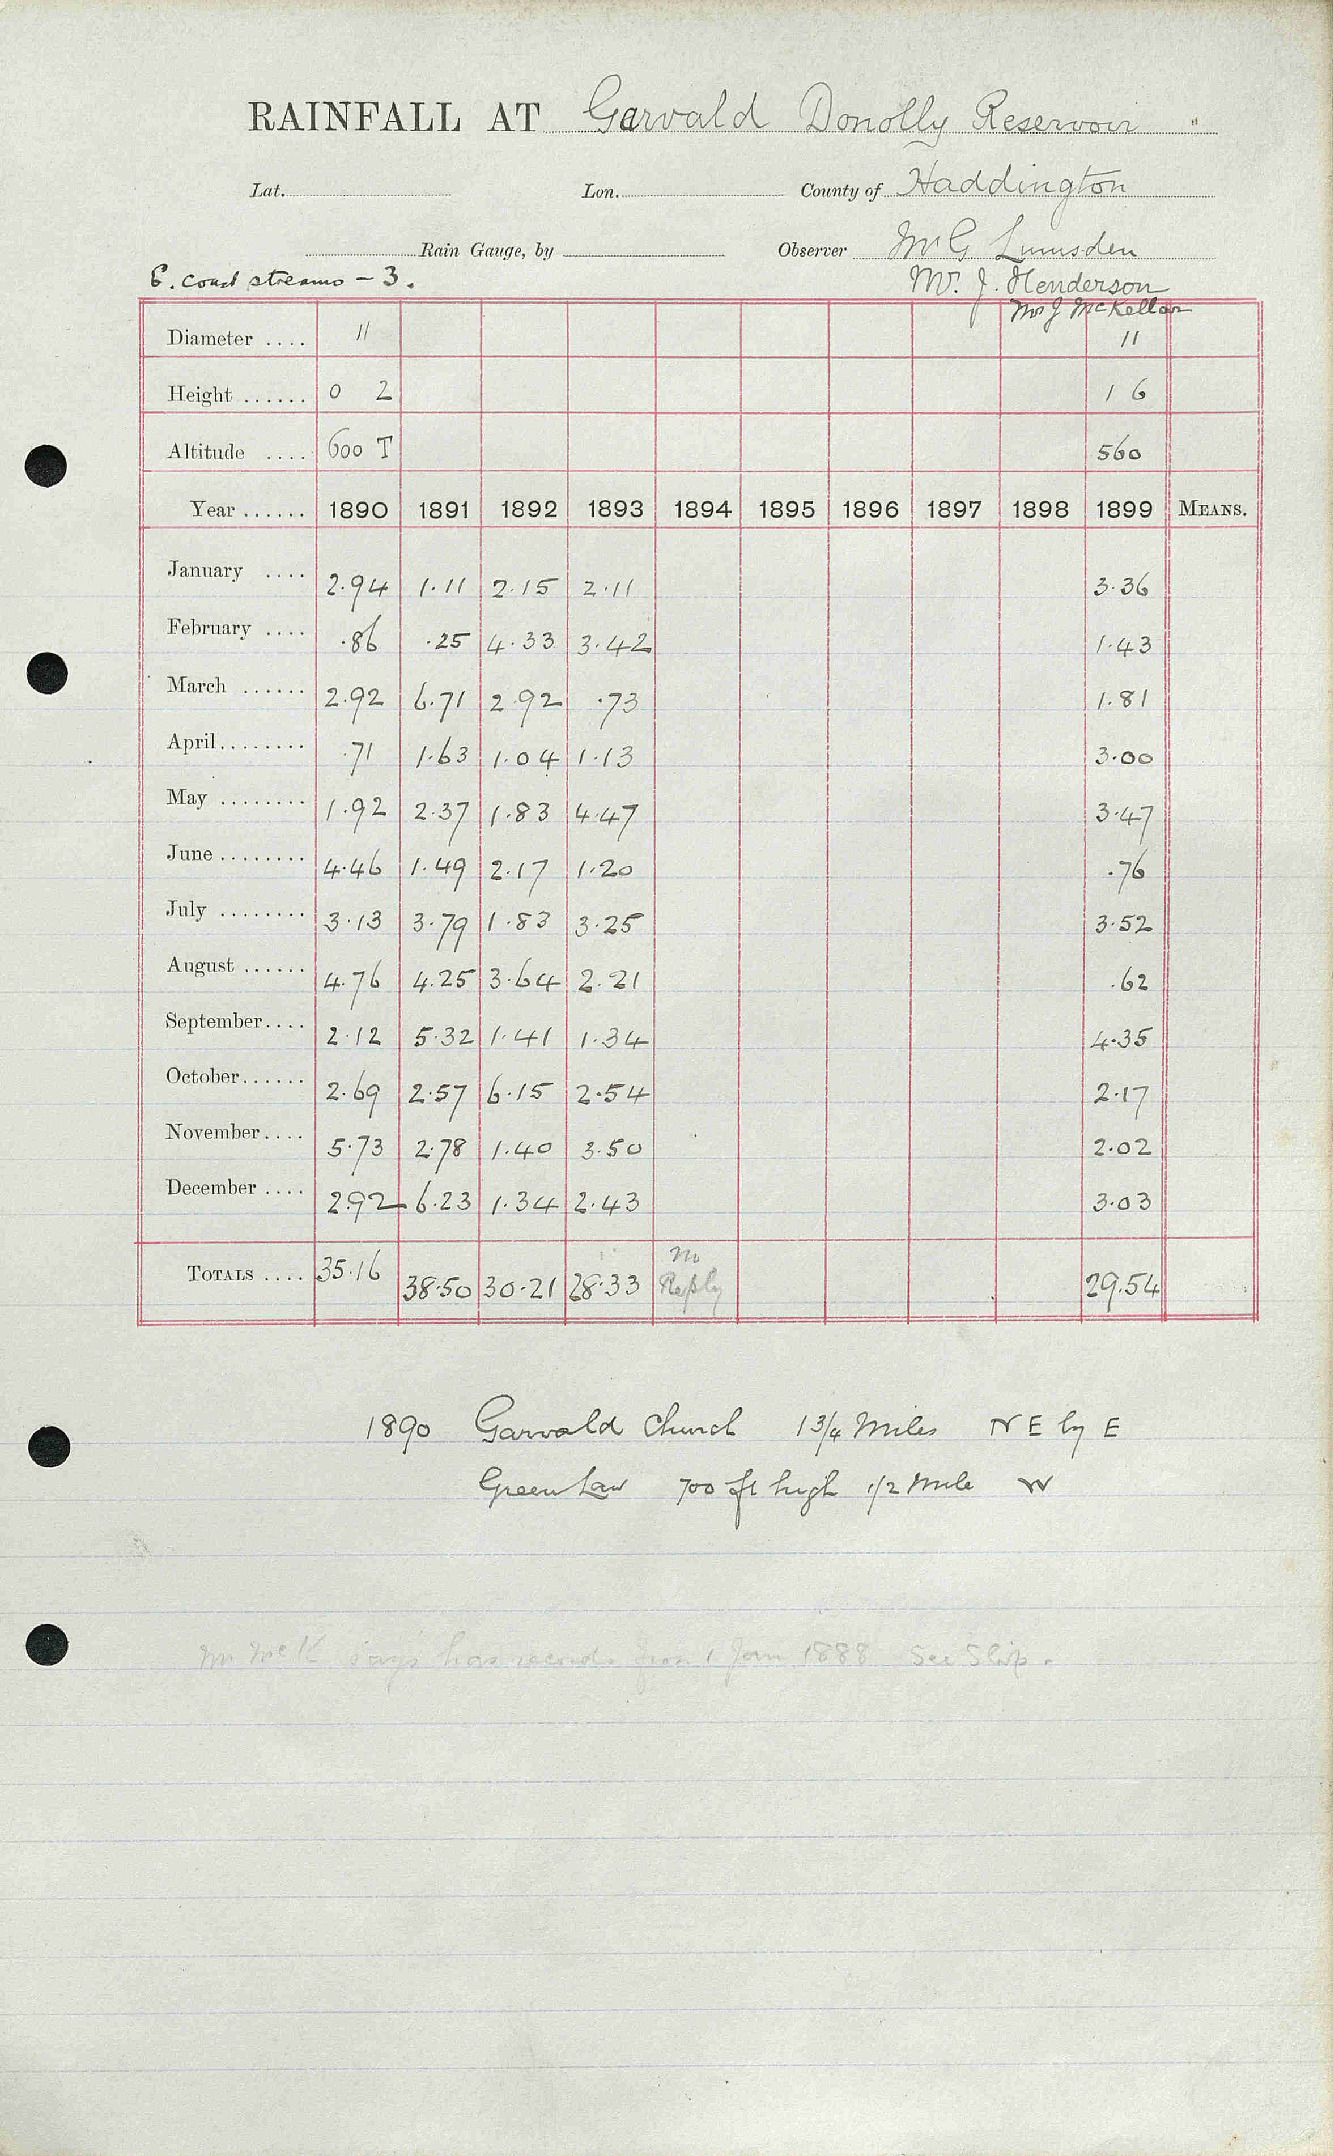 RAINFALL AT Garvald Donolly Reservoir
Lat. Lon. County of Haddington
Rain Gauge, by Observer Mr G Lumsden
E. coast streams - 3. Mr. J. Henderson
Mr J McKellar
Diameter .... 11 11
Height ...... 0 2 1 6
Altitude .... 600 T 560
Year ...... 1890 1891 1892 1893 1894 1895 1896 1897 1898 1899 MEANS.
January .... 2.94 1.11 2.15 2.11 3.36
February .... .86 .25 4.33 3.42 1.43
March ...... 2.92 6.71 2.92 .73 1.81
April........ .71 1.63 1.04 1.13 3.00
May ........ 1.92 2.37 1.83 4.47 3.47
June ........ 4.46 1.49 2.17 1.20 .76
July ........ 3.13 3.79 1.83 3.25 3.52
August ...... 4.76 4.25 3.64 2.21 .62
September.... 2.12 5.32 1.41 1.34 4.35
October...... 2.69 2.57 6.15 2.54 2.17
November.... 5.73 2.78 1.40 3.50 2.02
December .... 2.92 6.23 1.34 2.43 3.03
TOTALS .... 35.16 38.50 30.21 28.33 No Reply 29.54
1890 Garvald Church 1 3/4 Miles NE by E
Green Law 700 ft high 1/2 Mile W
Mr McK says has records from 1 Jan 1888 See Slip.